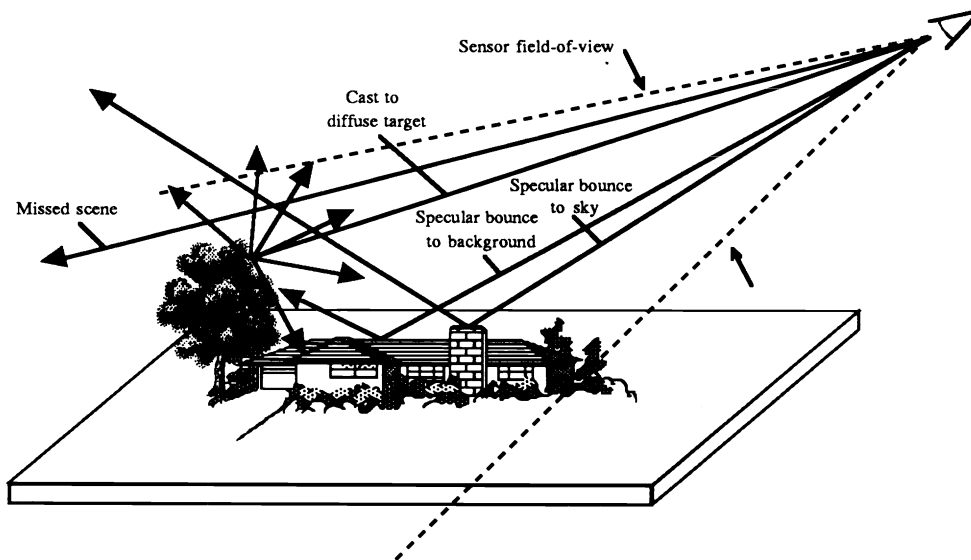 Sensor field-of-view
Cast to
diffuse target
Specular bounce
to sky
Missed scene
Specular bounce
to background